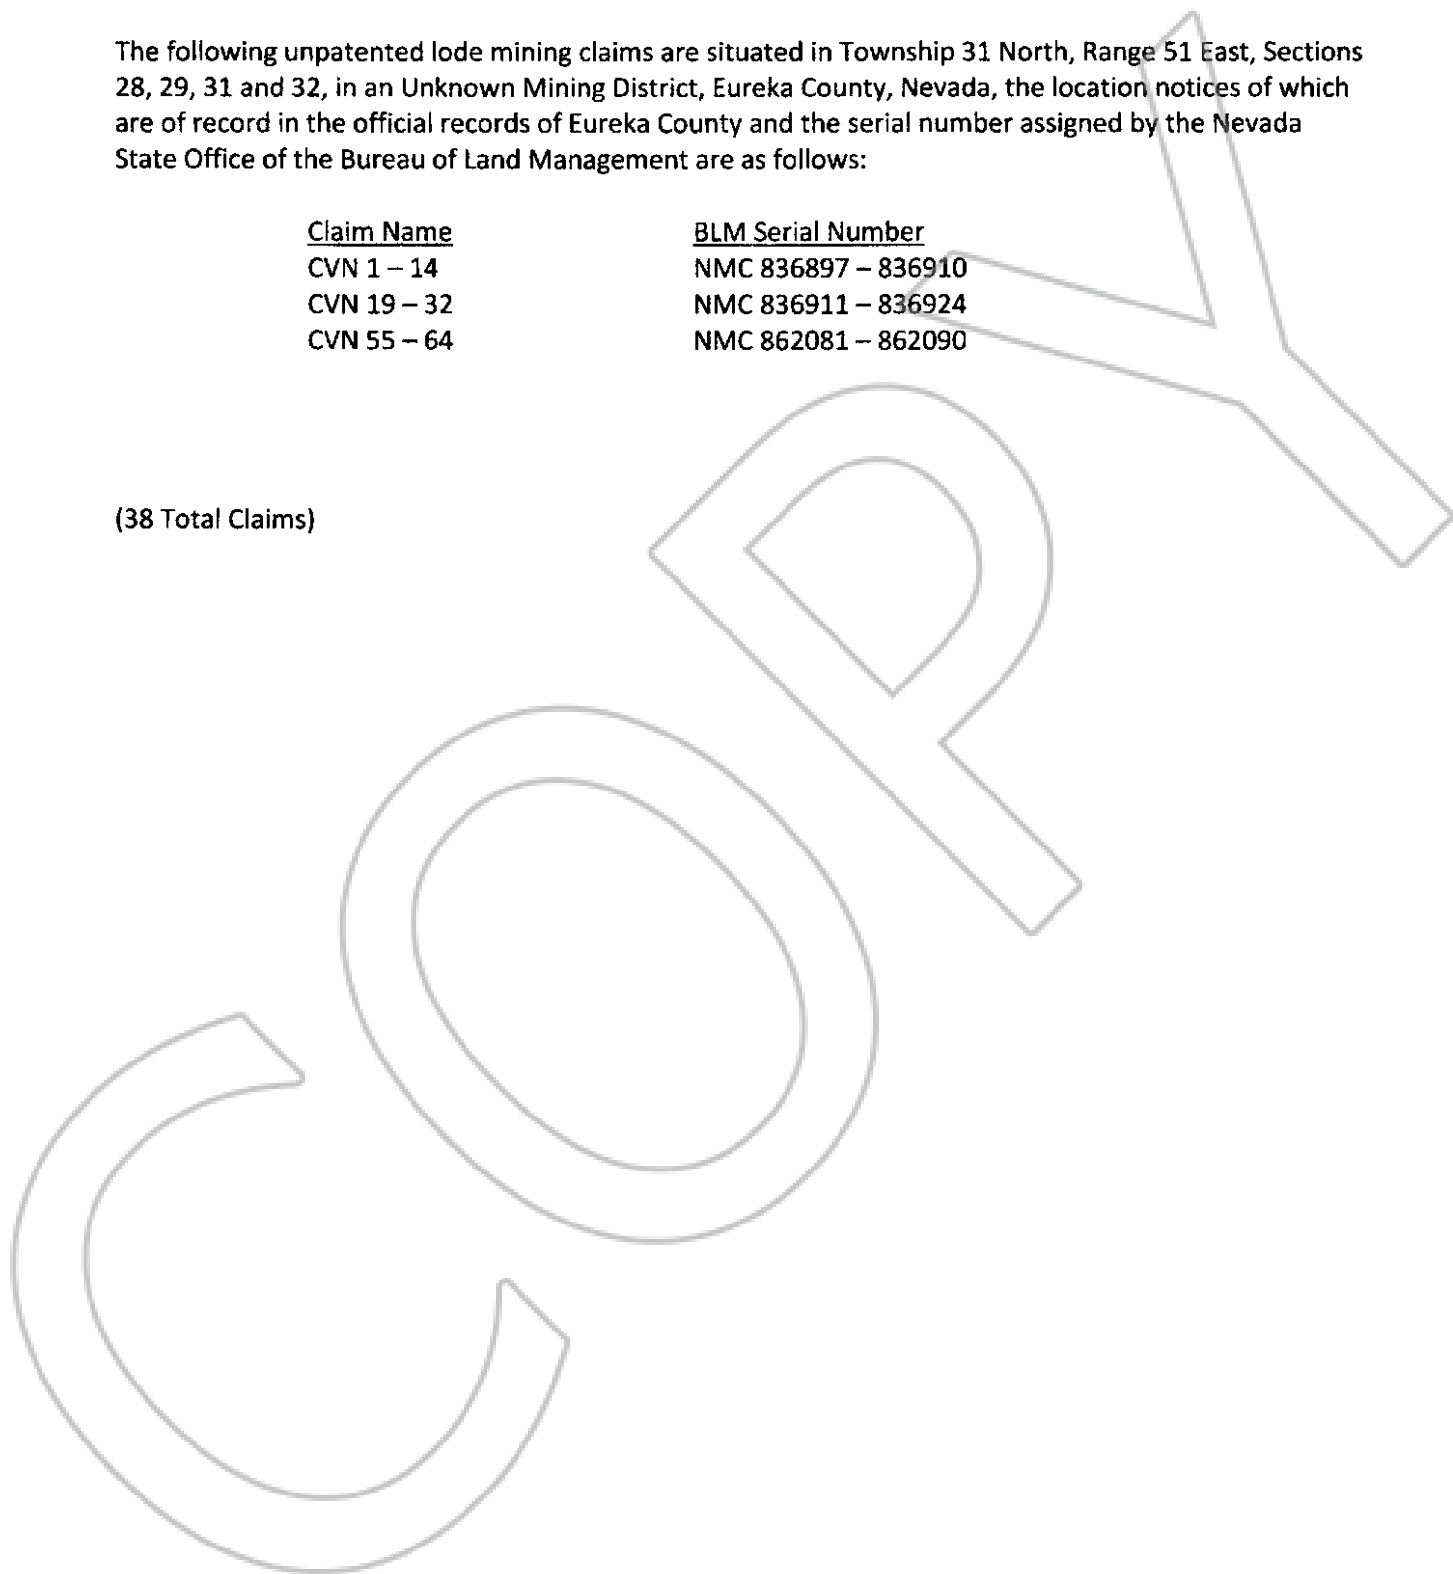 The following unpatented lode mining claims are situated in Township 31 North, Range 51 East, Sections
28, 29, 31 and 32, in an Unknown Mining District, Eureka County, Nevada, the location notices of which
are of record in the official records of Eureka County and the serial number assigned by the Nevada
State Office of the Bureau of Land Management are as follows:
Claim Name BLM Serial Number
CVN 1 – 14 NMC 836897 – 836910
CVN 19 – 32 NMC 836911 – 836924
CVN 55 – 64 NMC 862081 – 862090
(38 Total Claims)
COPY